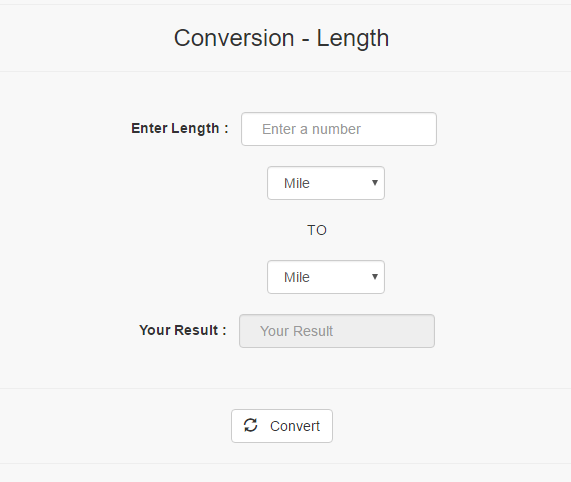 Conversion - Length
Enter Length : Enter a number
Mile
TO
Mile
Your Result : Your Result
Convert